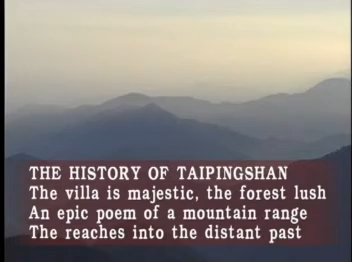 THE HISTORY OF TAIPINGSHAN
The villa is majestic, the forest lush
An epic poem of a mountain range
The reaches into the distant past